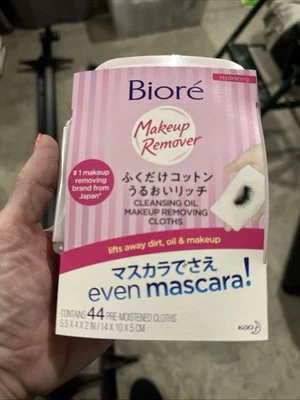 Hydrating
Bioré
Makeup
Remover
#1 makeup
removing
brand from
Japan*
ふくだけコットン
うるおいリッチ
CLEANSING OIL
MAKEUP REMOVING
CLOTHS
lifts away dirt, oil & makeup
マスカラでさえ
even mascara!
CONTAINS 44 PRE-MOISTENED CLOTHS
5.5 X 4 X 2 IN / 14 X 10 X 5 CM
KAO